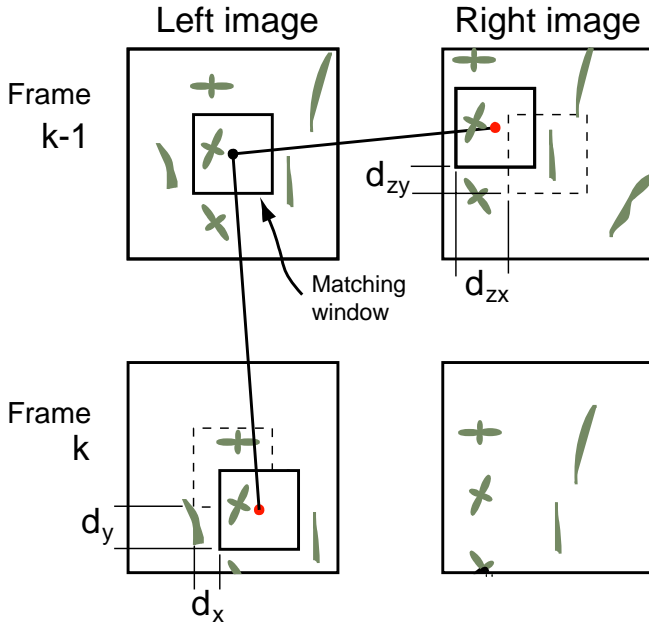 Left image
Right image
Frame
k-1
d_zy
d_zx
Matching
window
Frame
k
d_y
d_x